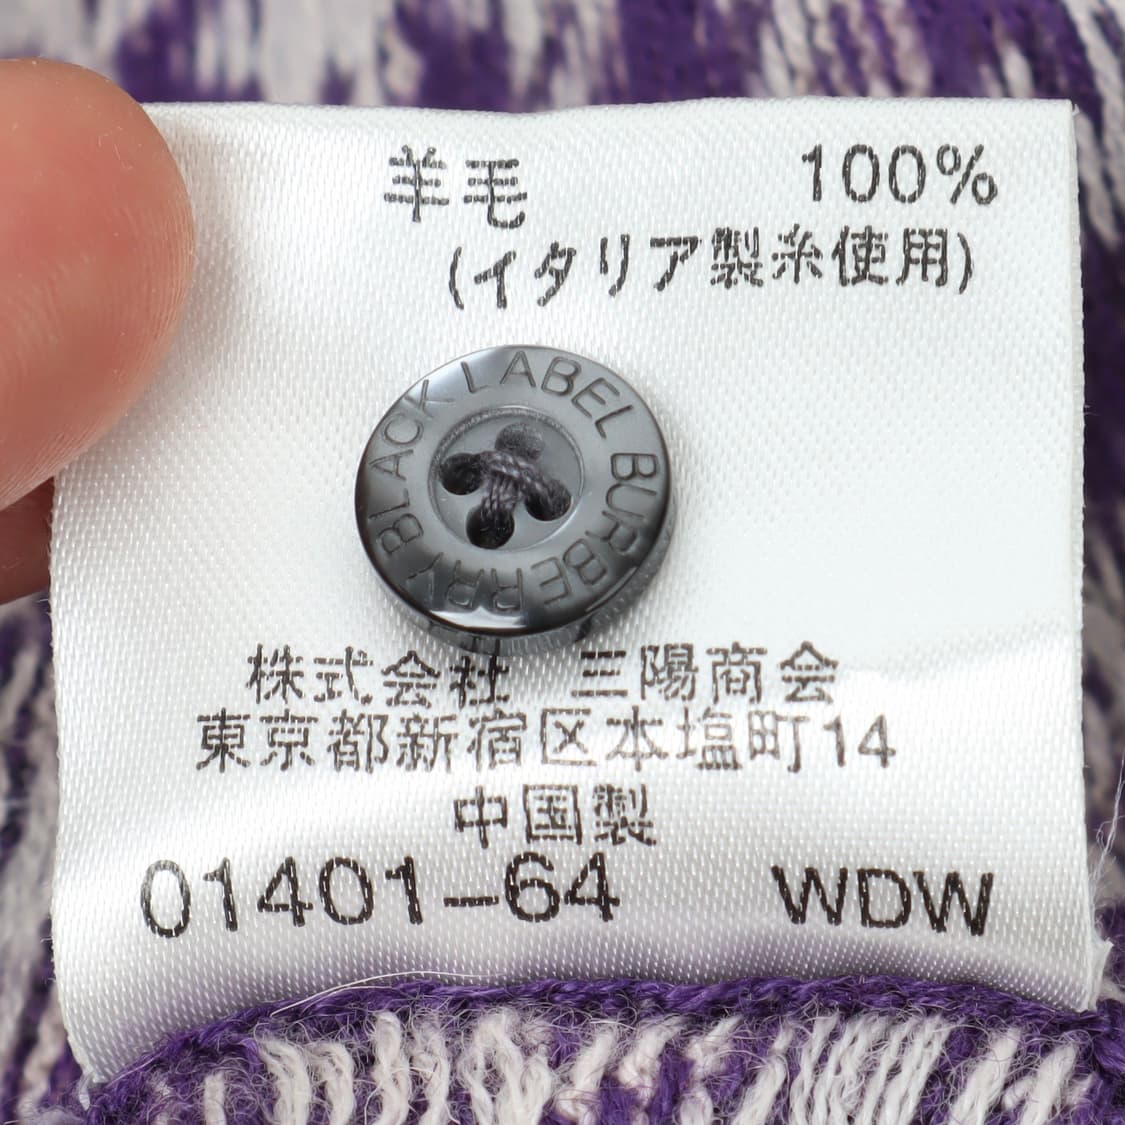 羊毛 100%
(イタリア製糸使用)
BLACK LABEL BURBERRY
株式会社 三陽商会
東京都新宿区本塩町14
中国製
01401-64 WDW